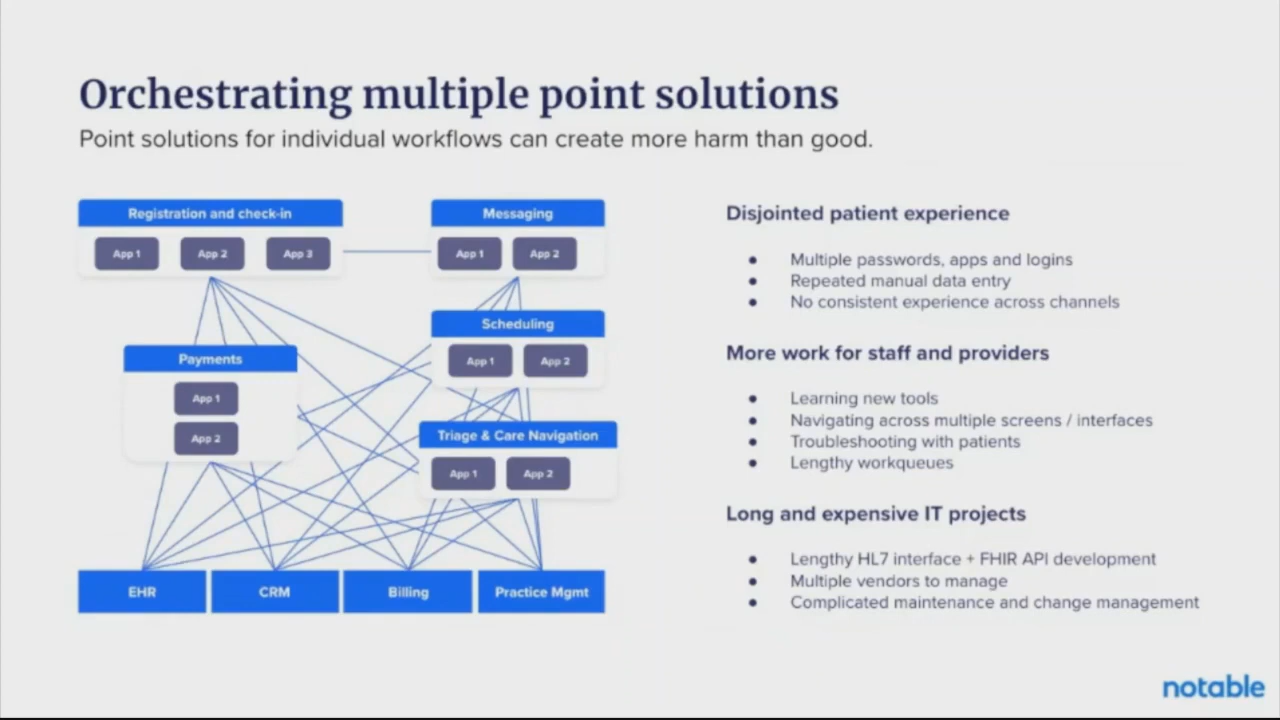 Orchestrating multiple point solutions
Point solutions for individual workflows can create more harm than good.
Registration and check-in
App 1
App 2
App 3
Messaging
App 1
App 2
Scheduling
App 1
App 2
Payments
App 1
App 2
Triage & Care Navigation
App 1
App 2
EHR
CRM
Billing
Practice Mgmt
Disjointed patient experience
● Multiple passwords, apps and logins
● Repeated manual data entry
● No consistent experience across channels
More work for staff and providers
● Learning new tools
● Navigating across multiple screens / interfaces
● Troubleshooting with patients
● Lengthy workqueues
Long and expensive IT projects
● Lengthy HL7 interface + FHIR API development
● Multiple vendors to manage
● Complicated maintenance and change management
notable